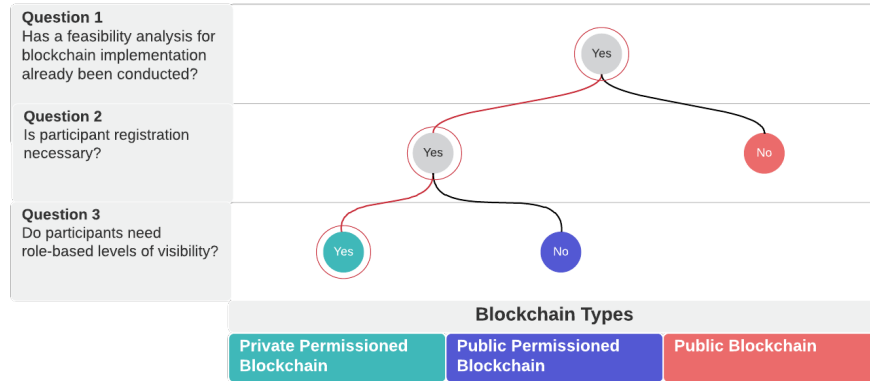 Question 1
Has a feasibility analysis for
blockchain implementation
already been conducted?
Yes
Question 2
Is participant registration
necessary?
Yes
No
Question 3
Do participants need
role-based levels of visibility?
Yes
No
Blockchain Types
Private Permissioned
Blockchain
Public Permissioned
Blockchain
Public Blockchain